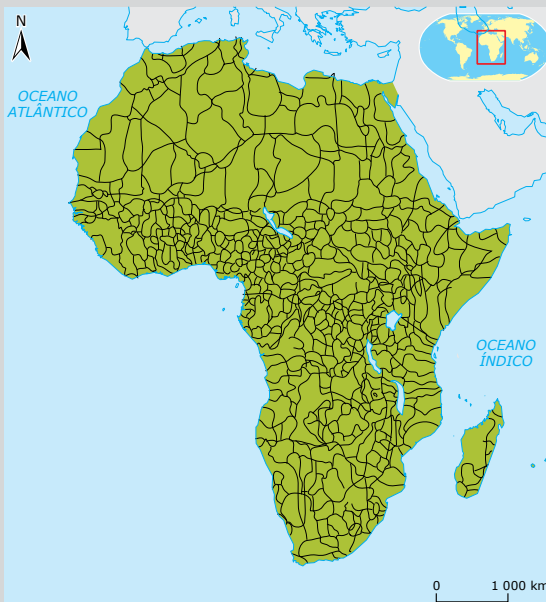 N
OCEANO
ATLÂNTICO
OCEANO
ÍNDICO
0 1 000 km